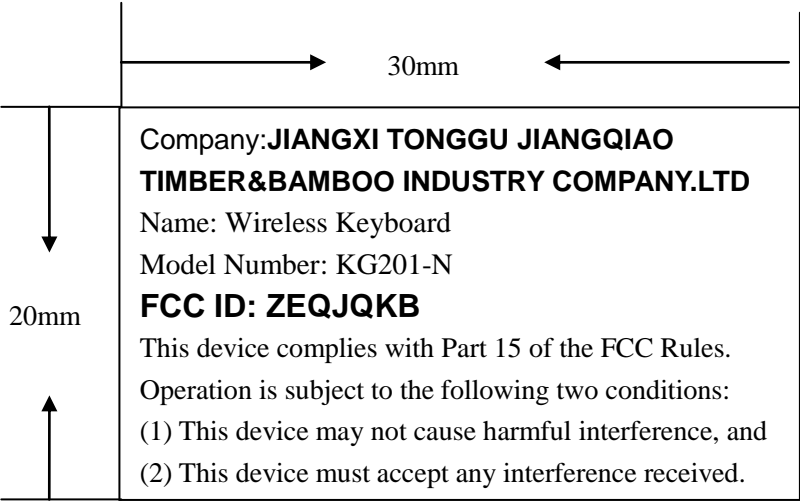 30mm
Company:JIANGXI TONGGU JIANGQIAO
TIMBER&BAMBOO INDUSTRY COMPANY.LTD
Name: Wireless Keyboard
Model Number: KG201-N
FCC ID: ZEQJQKB
20mm
This device complies with Part 15 of the FCC Rules.
Operation is subject to the following two conditions:
(1) This device may not cause harmful interference, and
(2) This device must accept any interference received.